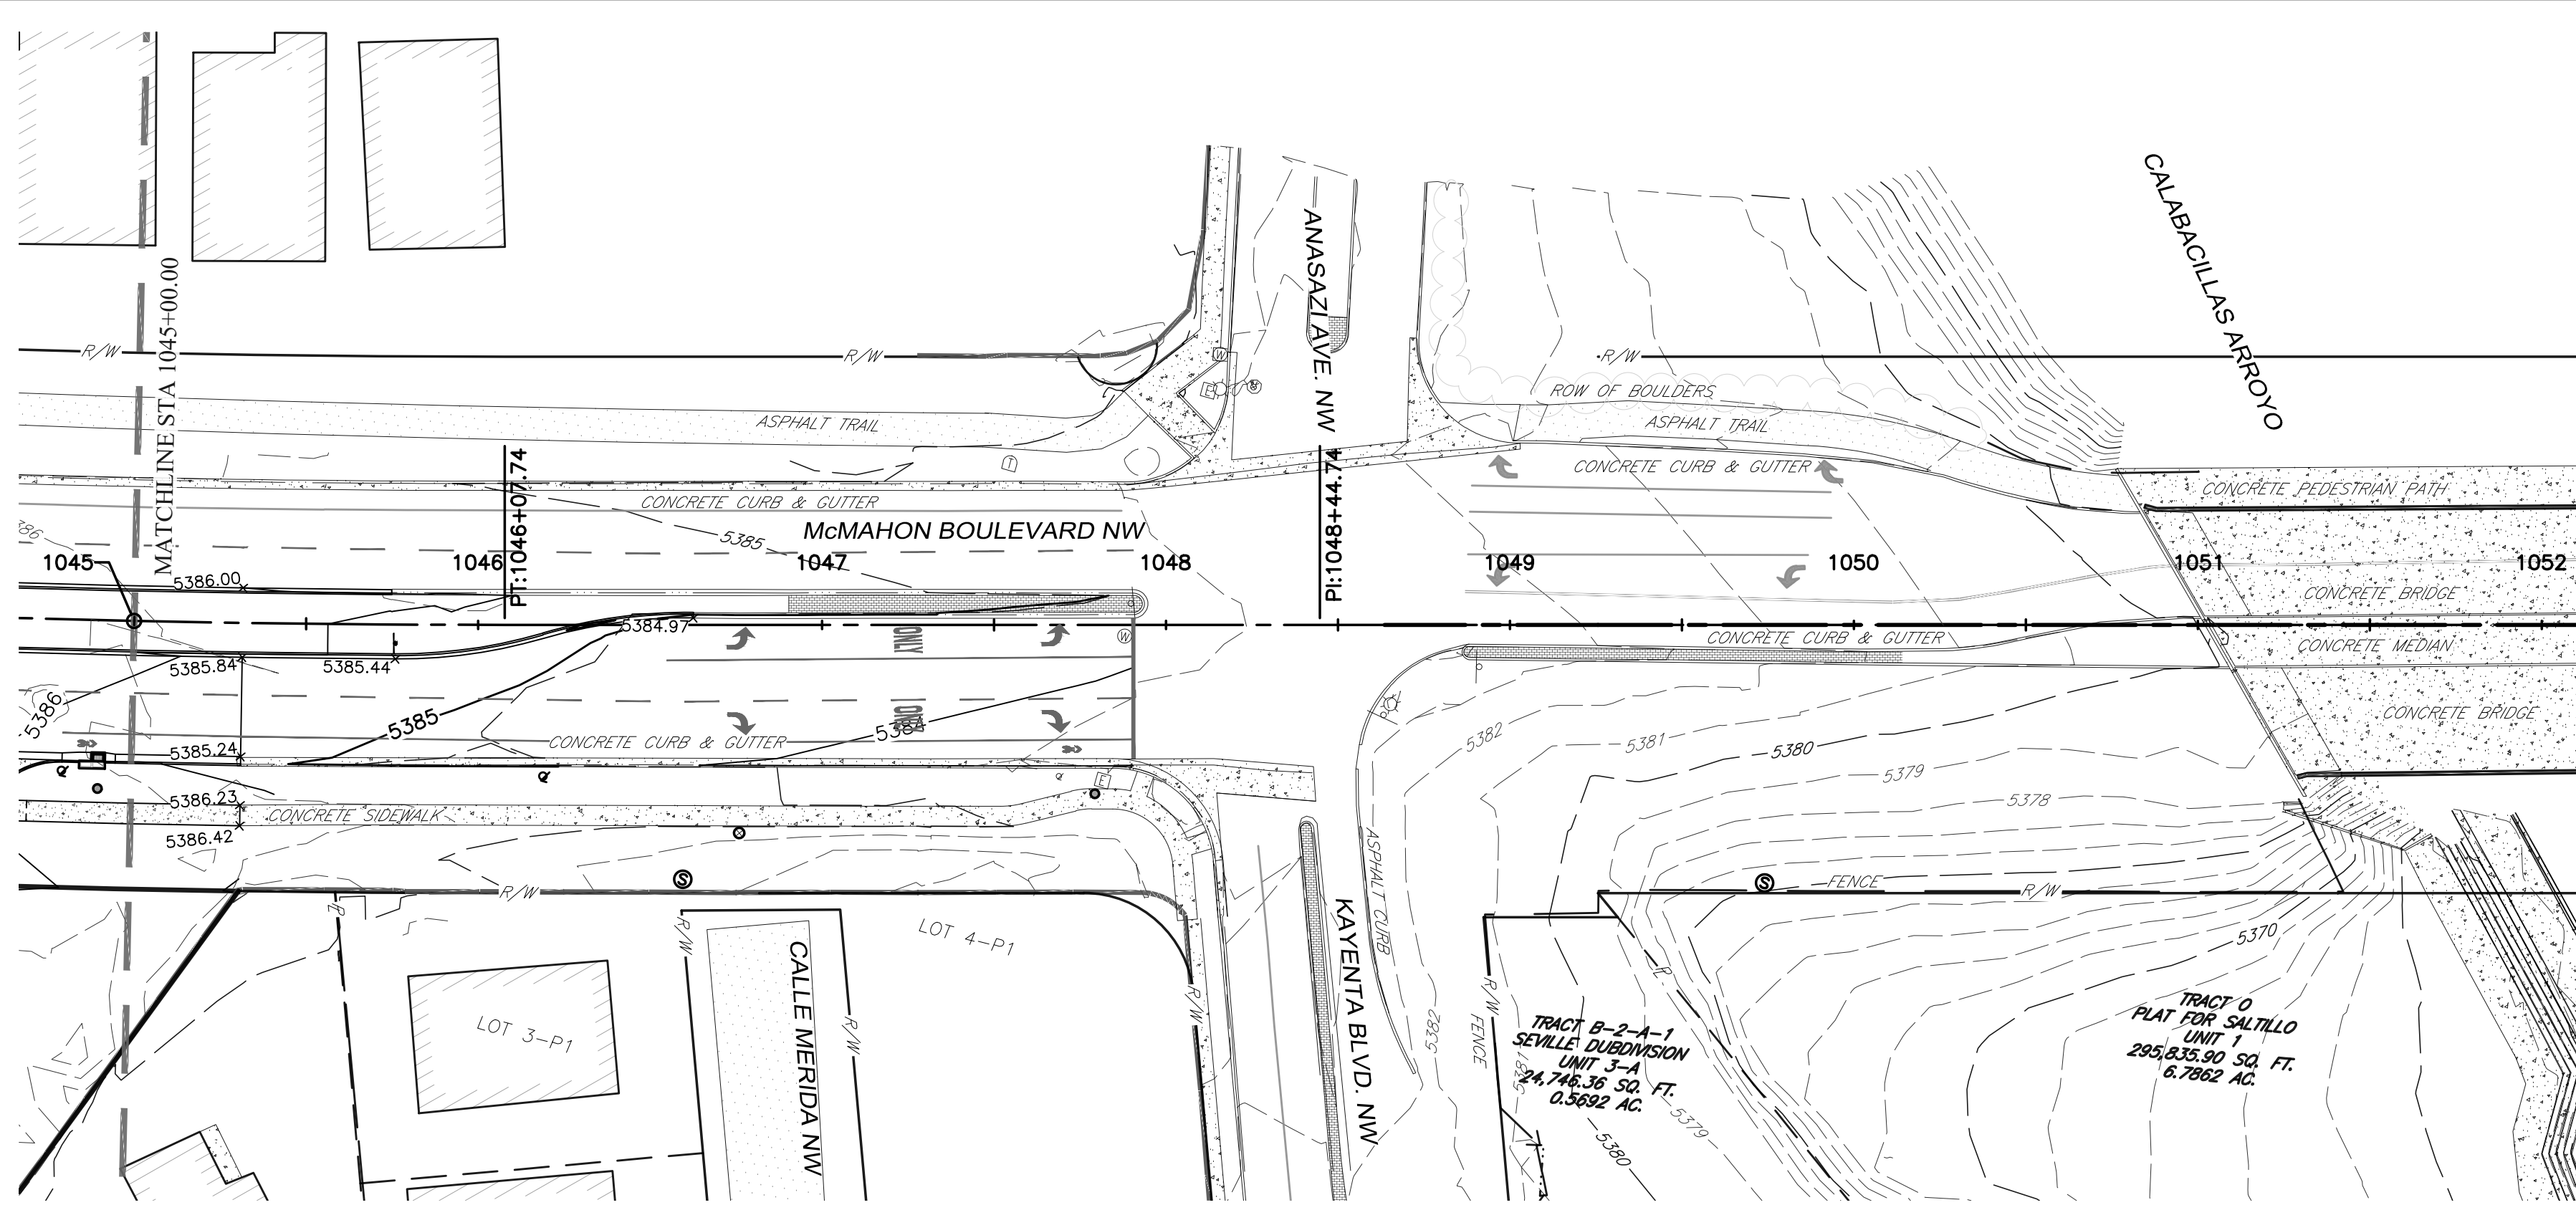 CALABACILLAS ARROYO
ANASAZI AVE. NW
MATCHLINE STA 1045+00.00
R/W
R/W
R/W
ROW OF BOULDERS
ASPHALT TRAIL
ASPHALT TRAIL
CONCRETE CURB & GUTTER
CONCRETE PEDESTRIAN PATH
CONCRETE CURB & GUTTER
McMAHON BOULEVARD NW
5385
PT:1046+07.74
PI:1048+44.74
1045
1046
1047
1048
1049
1050
1051
1052
5386.00
CONCRETE BRIDGE
5384.97
ONLY
CONCRETE CURB & GUTTER
CONCRETE MEDIAN
W
W
E
T
5385.84
5385.44
5386
5385
ONLY
5384
5382
5381
5380
5379
5378
CONCRETE BRIDGE
5385.24
CONCRETE CURB & GUTTER
E
5386.23
CONCRETE SIDEWALK
5386.42
ASPHALT CURB
S
S
FENCE
R/W
R/W
R/W
R/W
R/W
R/W
LOT 4-P1
LOT 3-P1
CALLE MERIDA NW
KAYENTA BLVD. NW
5382
FENCE
5370
TRACT B-2-A-1
SEVILLE DUBDIVISION
UNIT 3-A
24,746.36 SQ. FT.
0.5692 AC.
5381
5380
5379
TRACT O
PLAT FOR SALTILLO
UNIT 1
295,835.90 SQ. FT.
6.7862 AC.